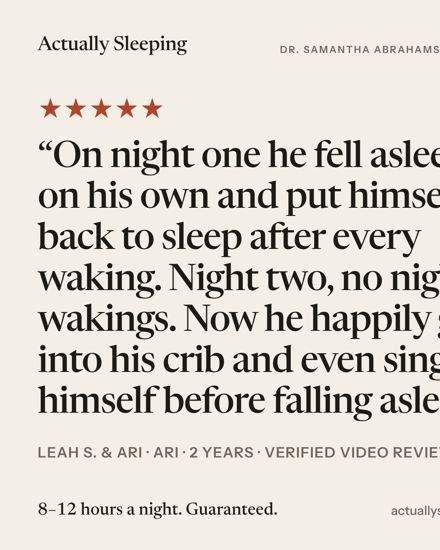 Actually Sleeping
DR. SAMANTHA ABRAHAMS
★★★★★
“On night one he fell
on his own and put
back to sleep after every
waking. Night two, no
wakings. Now he happily
into his crib and even
himself before falling
LEAH S. & ARI · ARI · 2 YEARS · VERIFIED VIDEO
8–12 hours a night. Guaranteed.